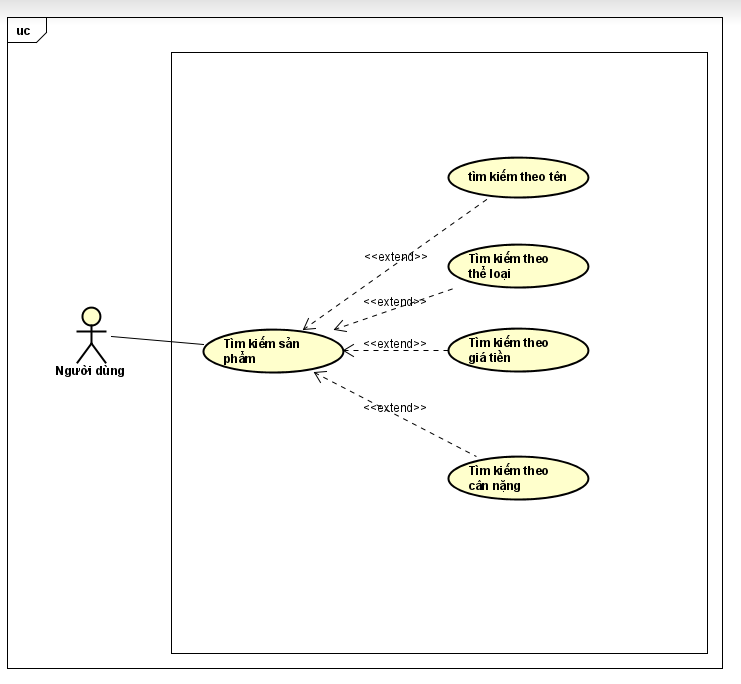 uc
tìm kiếm theo tên
<<extend>>
Tìm kiếm theo
thể loại
<<extend>>
Tìm kiếm sản
phẩm
<<extend>>
Tìm kiếm theo
giá tiền
Người dùng
<<extend>>
Tìm kiếm theo
cân nặng